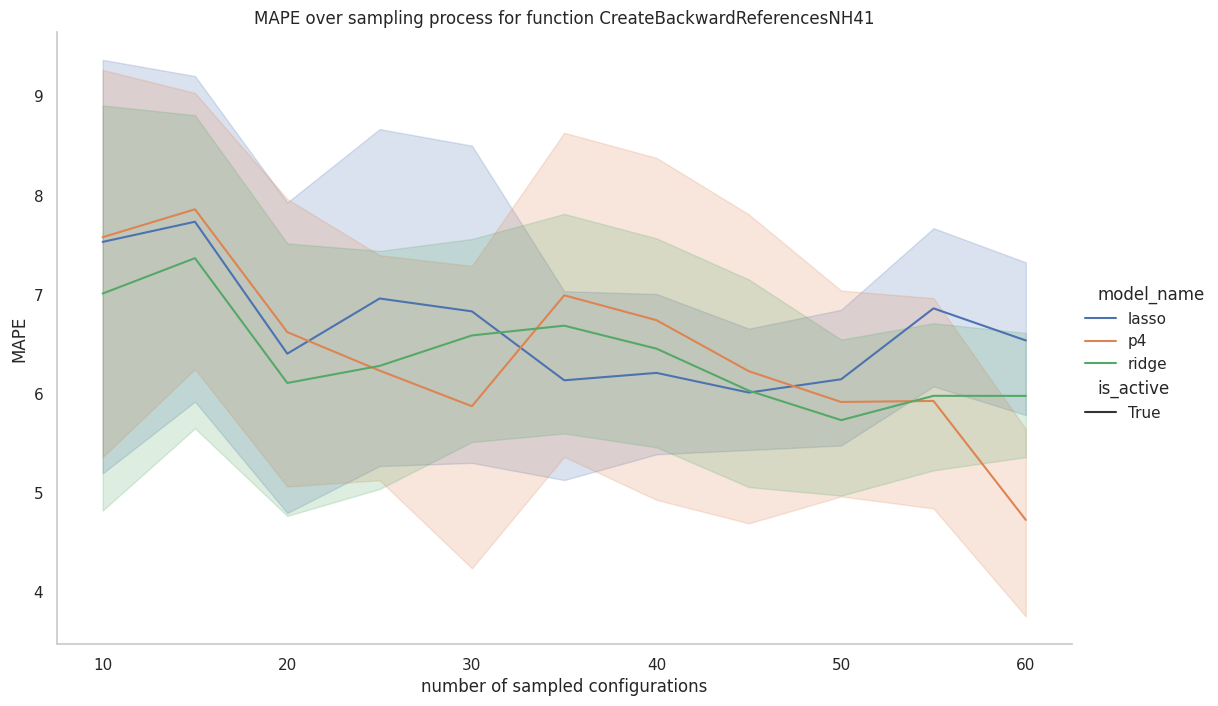 MAPE over sampling process for function CreateBackwardReferencesNH41
9
8
7
6
5
4
MAPE
10 20 30 40 50 60
number of sampled configurations
model_name
lasso
p4
ridge
is_active
True